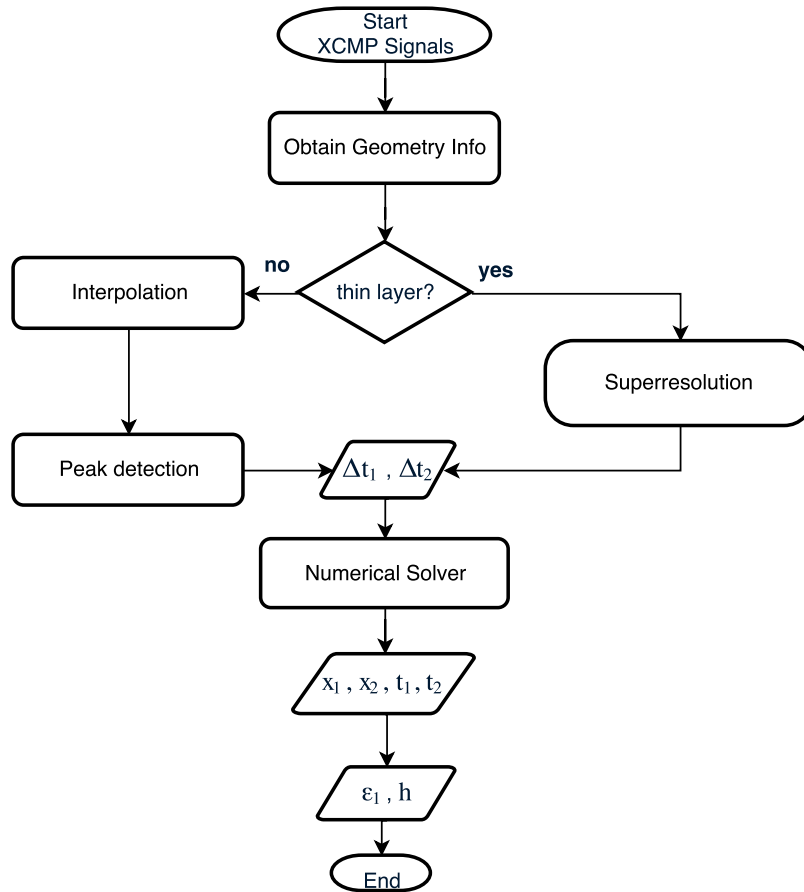 Start
XCMP Signals
Obtain Geometry Info
no
yes
thin layer?
Interpolation
Superresolution
Peak detection
Δt₁ , Δt₂
Numerical Solver
x₁ , x₂ , t₁ , t₂
ε₁ , h
End